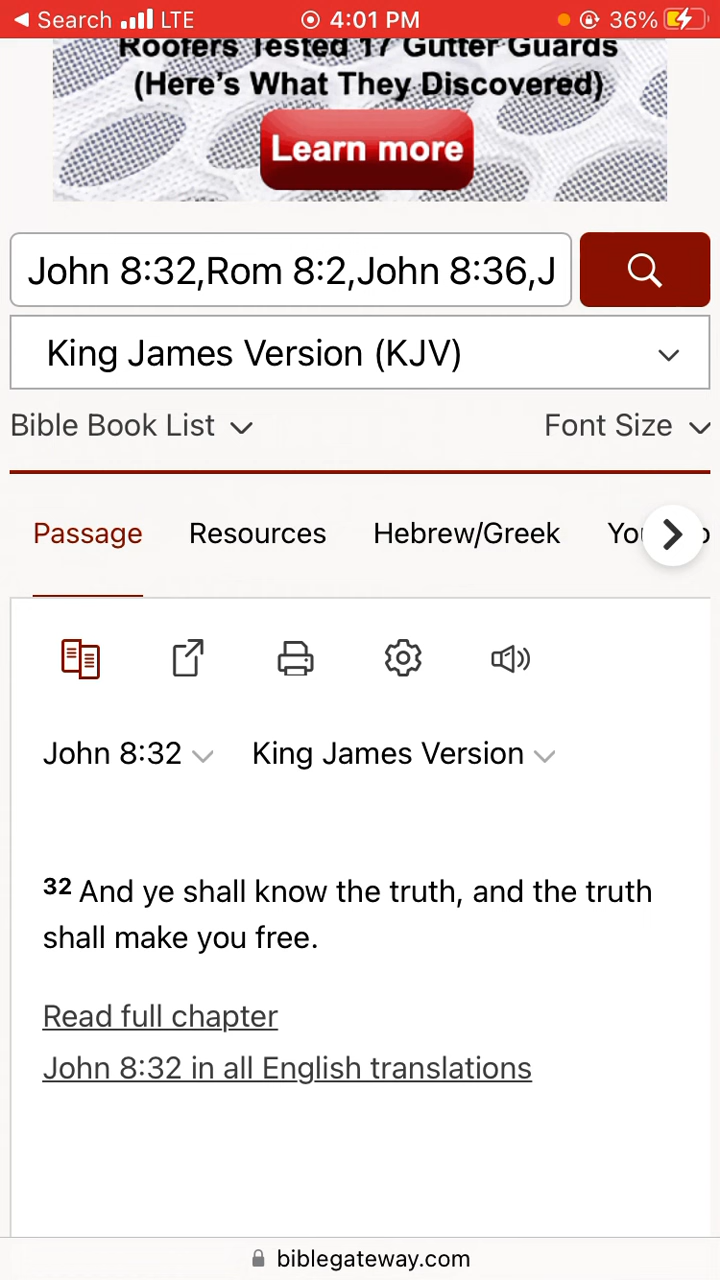 Search LTE 4:01 PM 36%
Roofers Tested 17 Gutter Guards
(Here's What They Discovered)
Learn more
John 8:32,Rom 8:2,John 8:36,J
King James Version (KJV)
Bible Book List Font Size
Passage Resources Hebrew/Greek
John 8:32 King James Version
32 And ye shall know the truth, and the truth
shall make you free.
Read full chapter
John 8:32 in all English translations
biblegateway.com